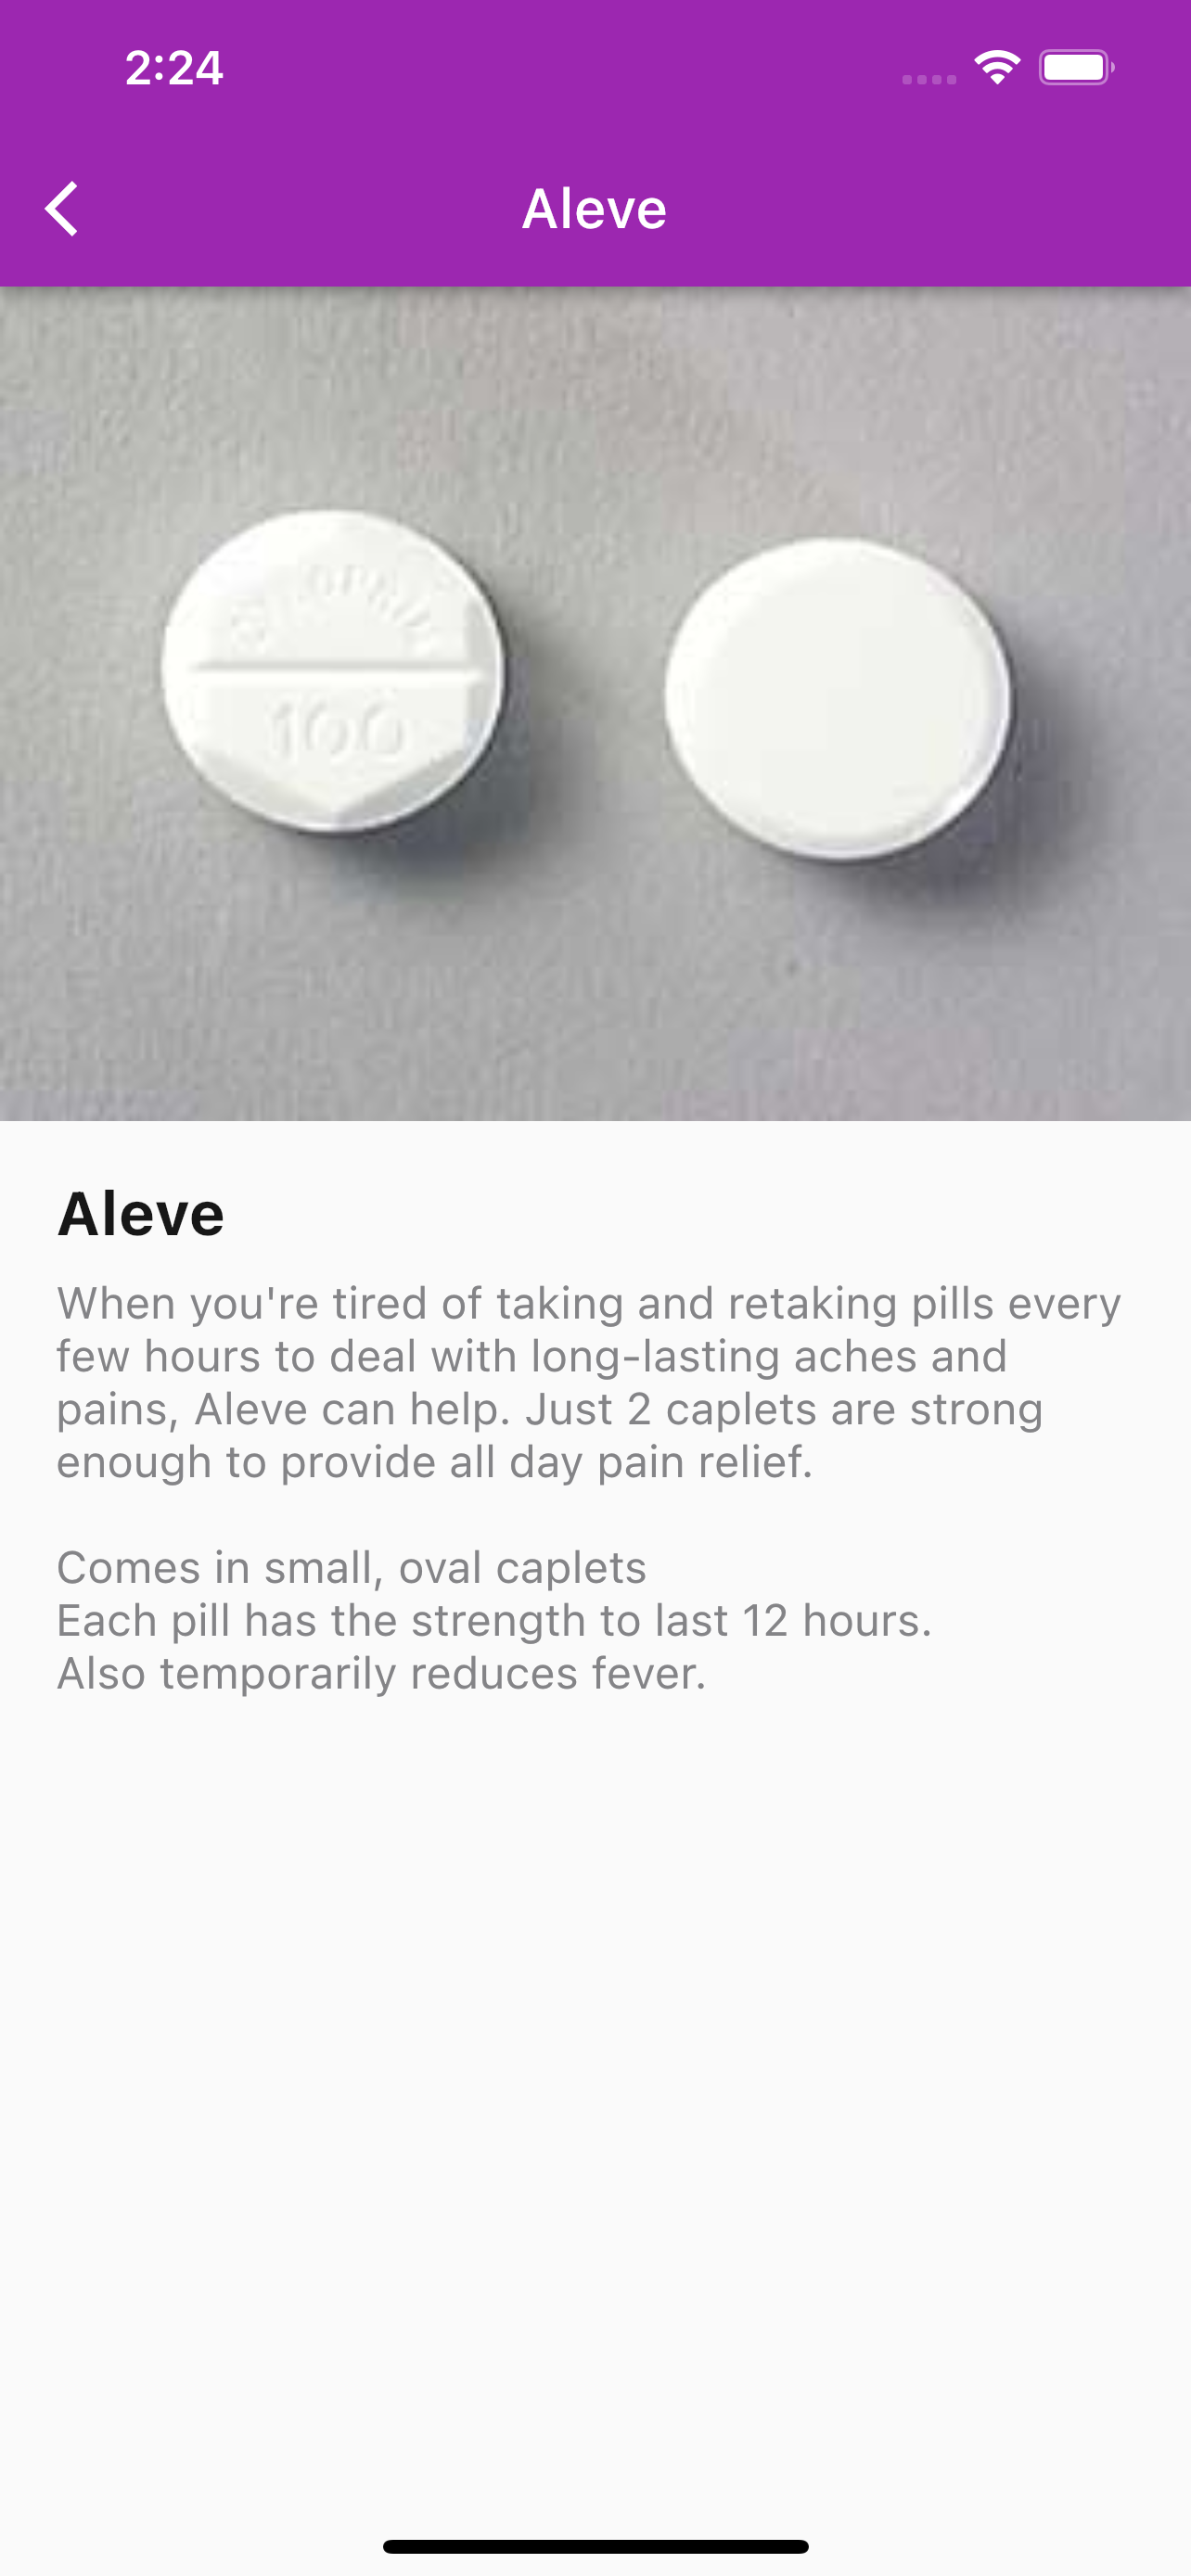 2:24
Aleve
100
Aleve
When you're tired of taking and retaking pills every
few hours to deal with long-lasting aches and
pains, Aleve can help. Just 2 caplets are strong
enough to provide all day pain relief.
Comes in small, oval caplets
Each pill has the strength to last 12 hours.
Also temporarily reduces fever.